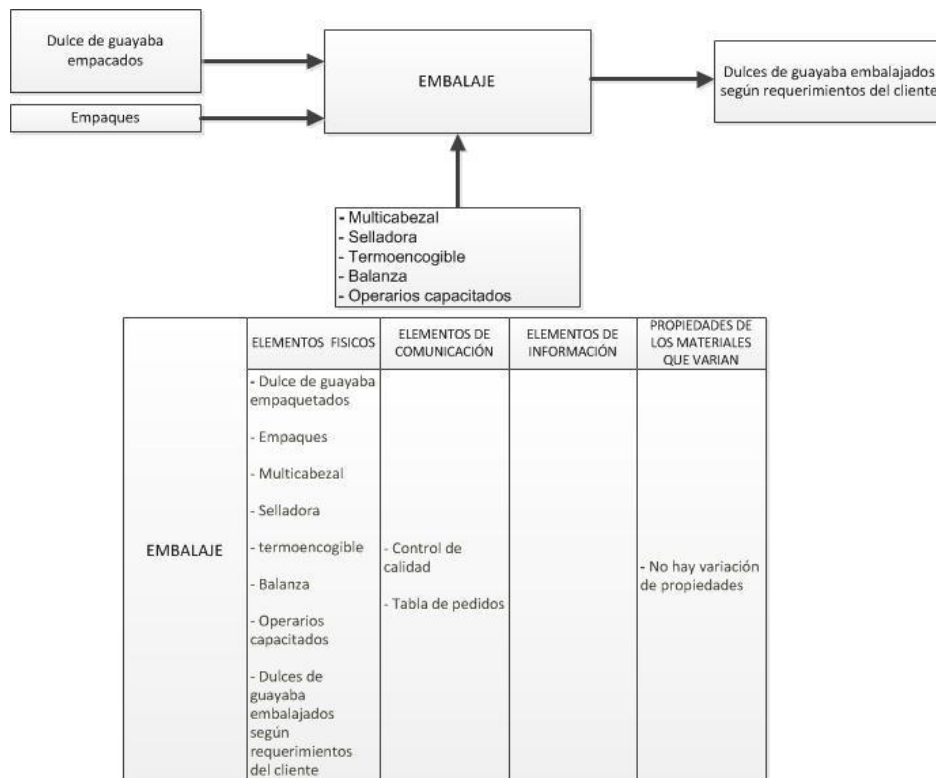 Dulce de guayaba
empacados
Empaques
EMBALAJE
Dulces de guayaba embalajados
según requerimientos del cliente
- Multicabezal
- Selladora
- Termoencogible
- Balanza
- Operarios capacitados
ELEMENTOS FISICOS
ELEMENTOS DE
COMUNICACIÓN
ELEMENTOS DE
INFORMACIÓN
PROPIEDADES DE
LOS MATERIALES
QUE VARIAN
EMBALAJE
- Dulce de guayaba
empaquetados
- Empaques
- Multicabezal
- Selladora
- termoencogible
- Balanza
- Operarios
capacitados
- Dulces de
guayaba
embalajados
según
requerimientos
del cliente
- Control de
calidad
- Tabla de pedidos
- No hay variación
de propiedades